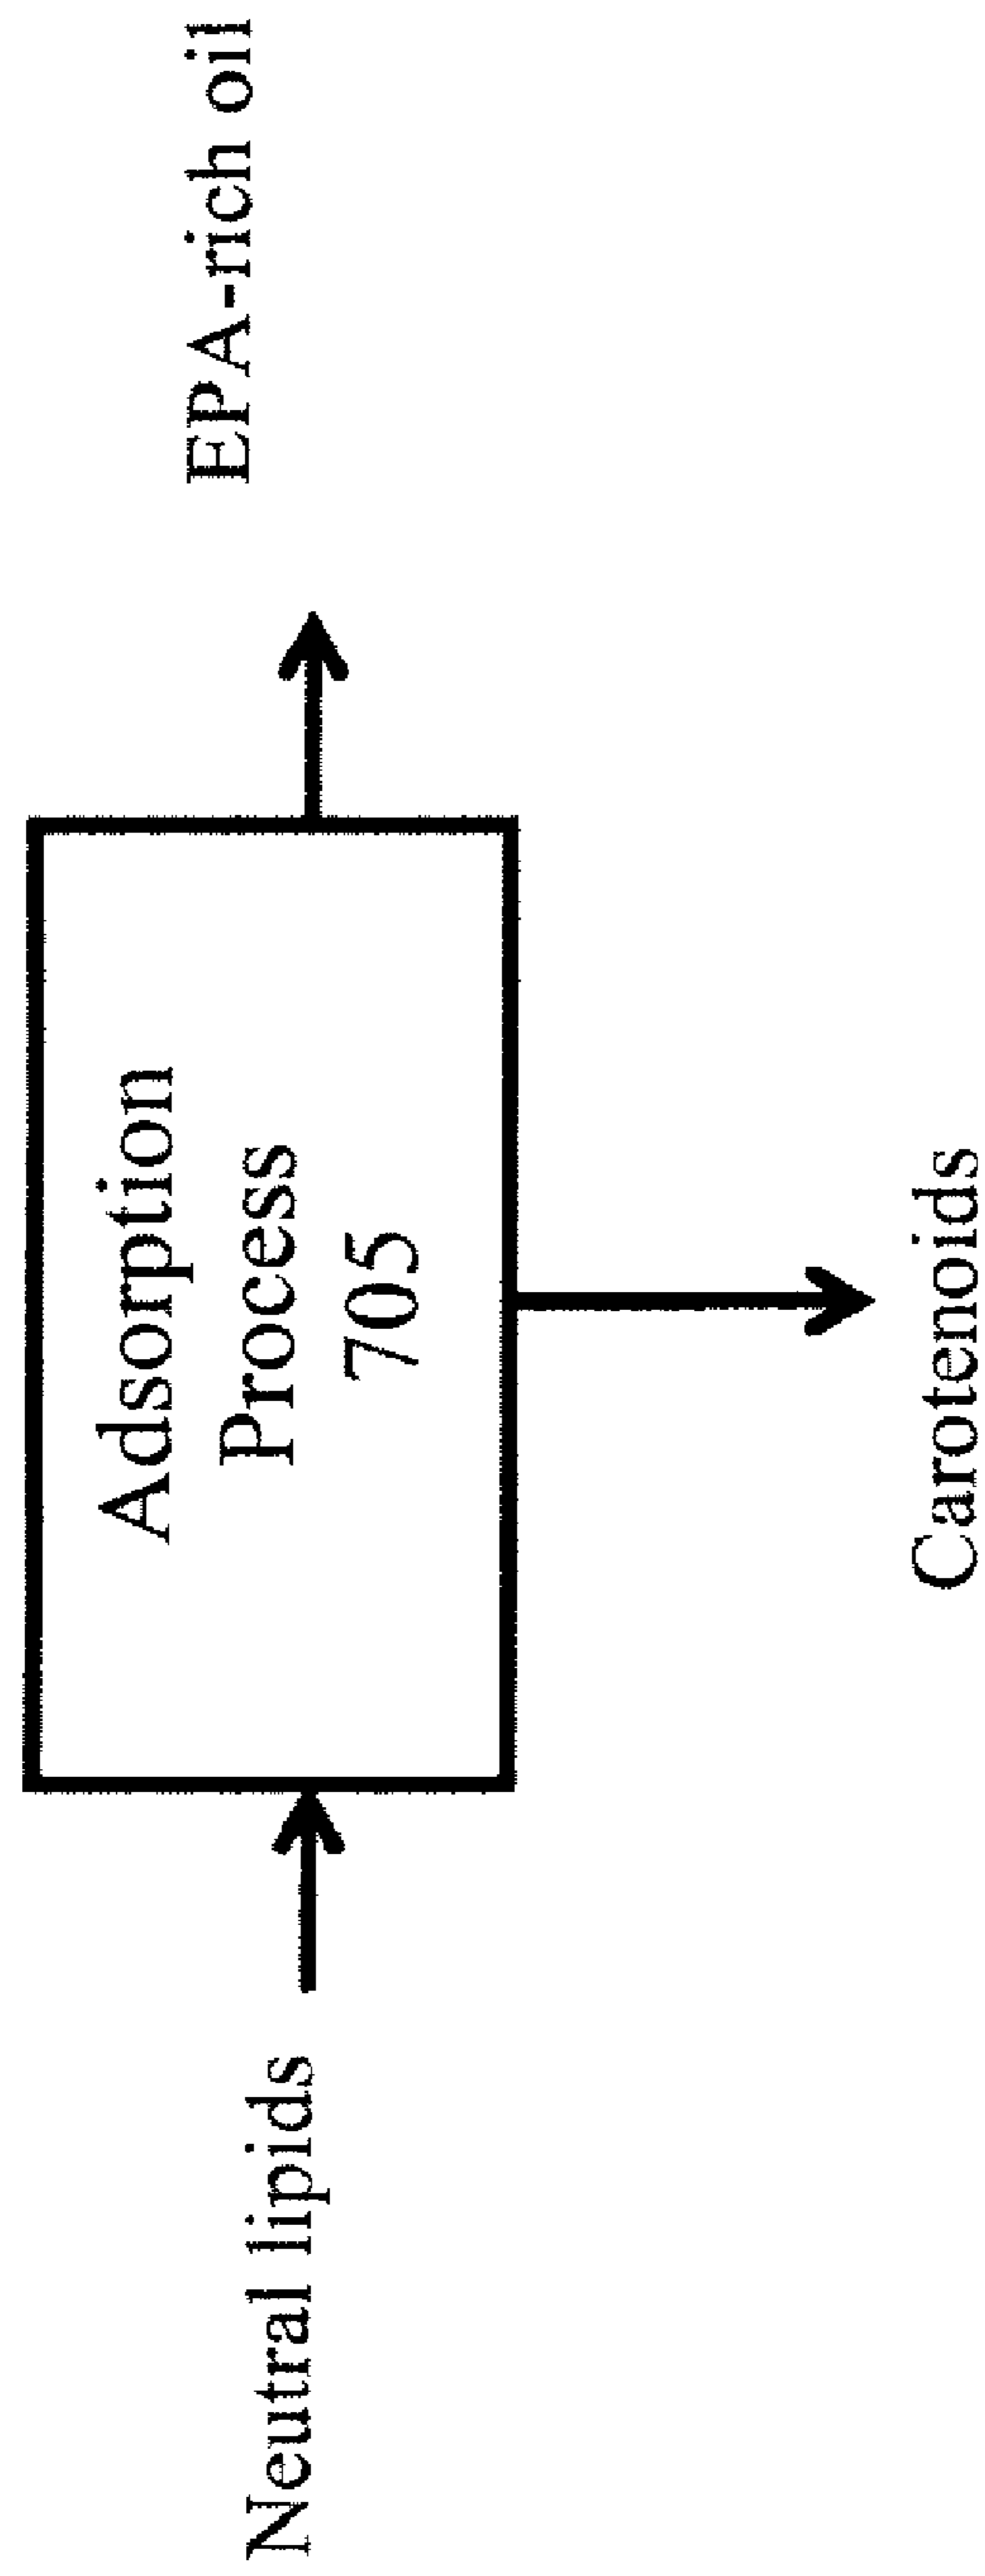 Neutral lipids
Adsorption
Process
705
EPA-rich oil
Carotenoids